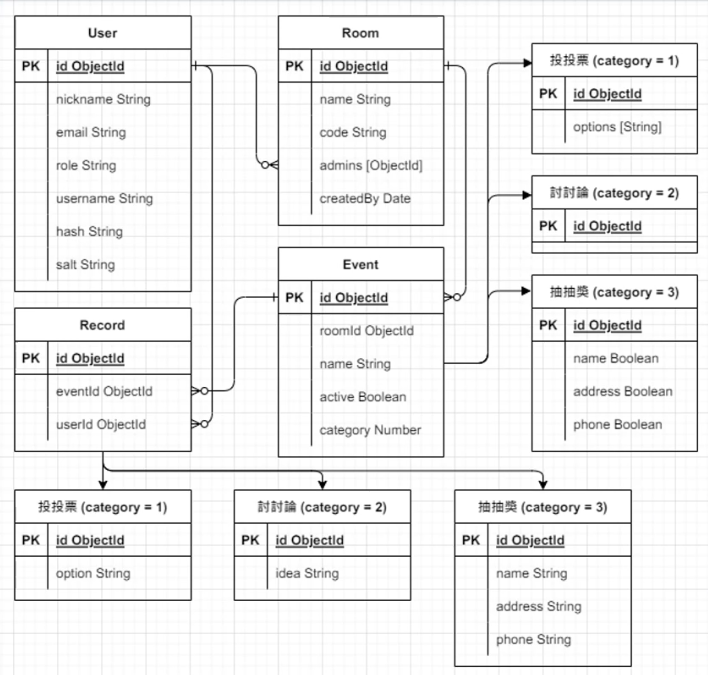 User
PK id ObjectId
nickname String
email String
role String
username String
hash String
salt String
Room
PK id ObjectId
name String
code String
admins [ObjectId]
createdBy Date
投投票 (category = 1)
PK id ObjectId
options [String]
討討論 (category = 2)
PK id ObjectId
Event
PK id ObjectId
roomId ObjectId
name String
active Boolean
category Number
抽抽獎 (category = 3)
PK id ObjectId
name Boolean
address Boolean
phone Boolean
Record
PK id ObjectId
eventId ObjectId
userId ObjectId
投投票 (category = 1)
PK id ObjectId
option String
討討論 (category = 2)
PK id ObjectId
idea String
抽抽獎 (category = 3)
PK id ObjectId
name String
address String
phone String